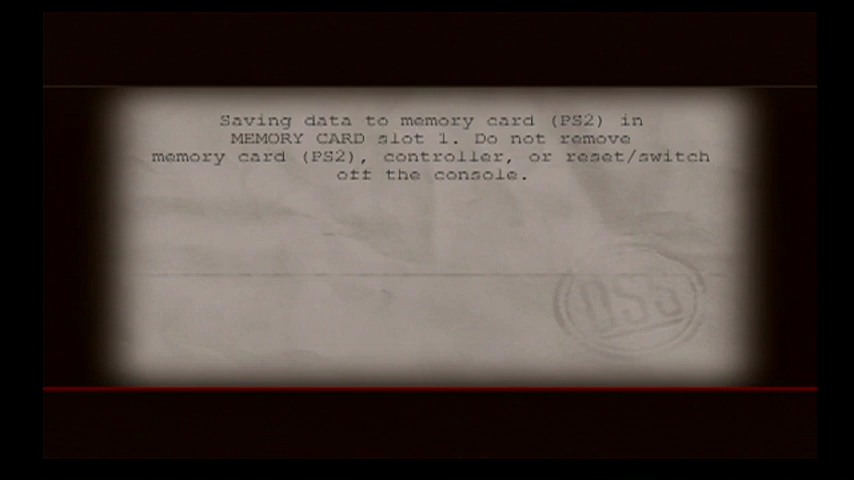 Saving data to memory card (PS2) in
MEMORY CARD slot 1. Do not remove
memory card (PS2), controller, or reset/switch
off the console.
OSS